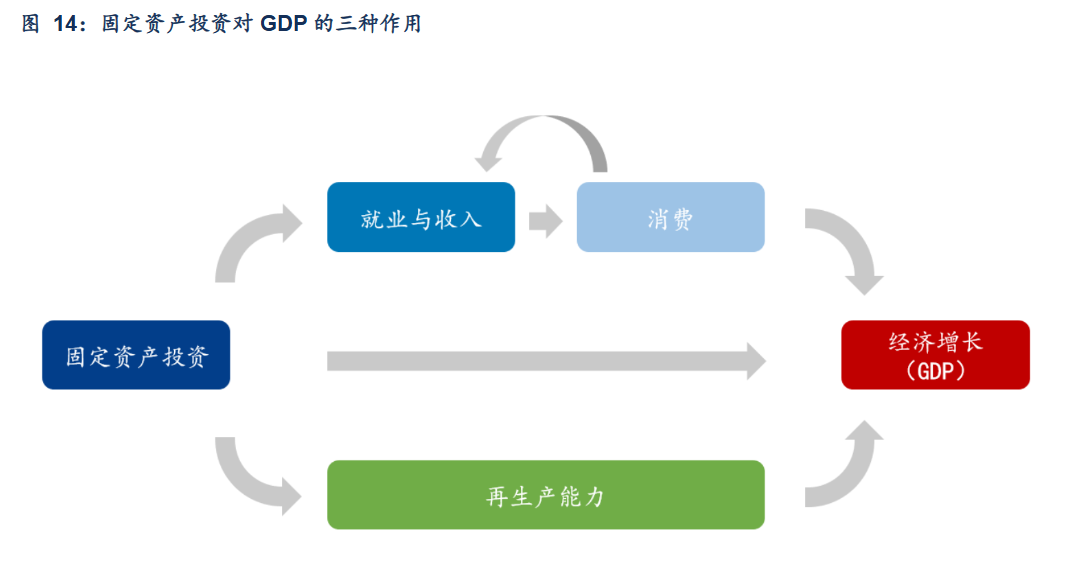 图 14：固定资产投资对 GDP 的三种作用
就业与收入
消费
固定资产投资
经济增长
（GDP）
再生产能力